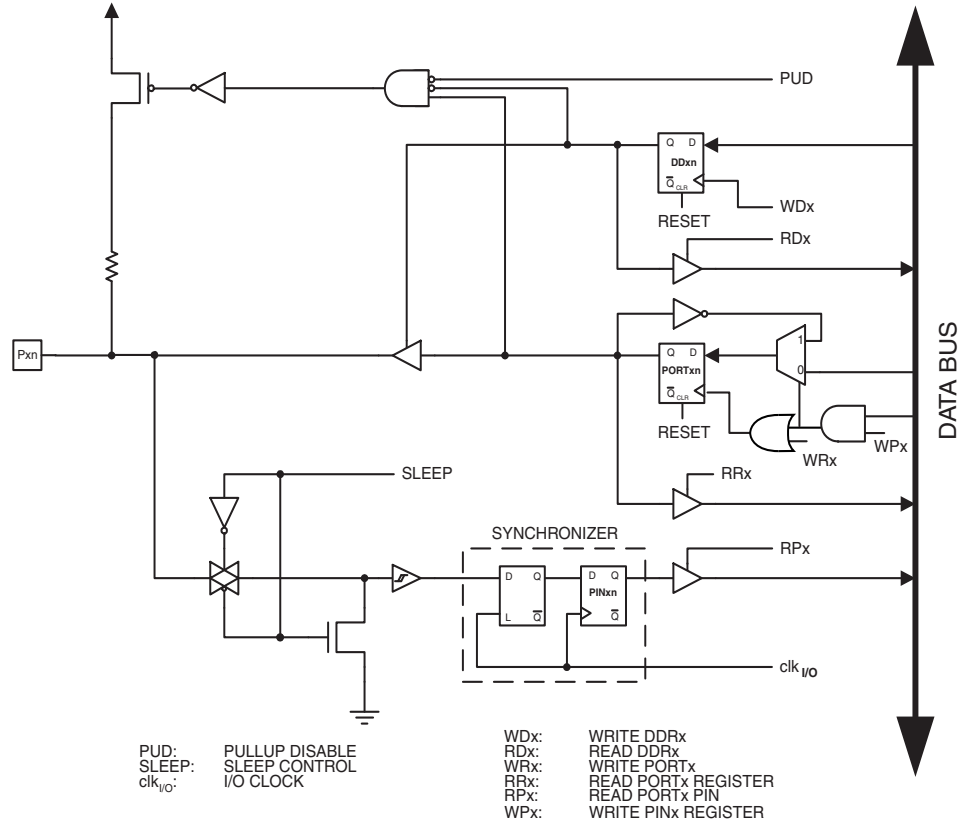 PUD
Q D
DDxn
Q CLR
WDx
RESET
RDx
Pxn
1
Q D
PORTxn
0
Q CLR
RESET
WRx
WPx
DATA BUS
SLEEP
RRx
SYNCHRONIZER
RPx
D Q
D Q
PINxn
L Q
Q
clk I/O
PUD: PULLUP DISABLE
SLEEP: SLEEP CONTROL
clkI/O: I/O CLOCK
WDx: WRITE DDRx
RDx: READ DDRx
WRx: WRITE PORTx
RRx: READ PORTx REGISTER
RPx: READ PORTx PIN
WPx: WRITE PINx REGISTER